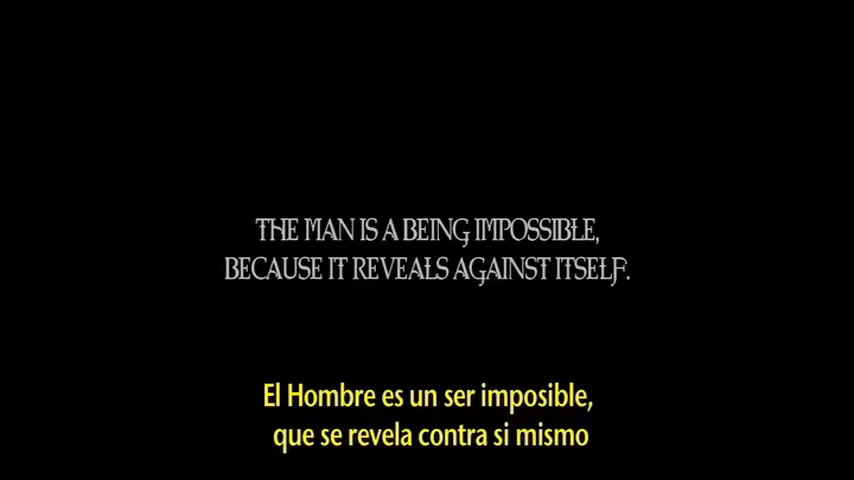 THE MAN IS A BEING IMPOSSIBLE,
BECAUSE IT REVEALS AGAINST ITSELF.
El Hombre es un ser imposible,
que se revela contra si mismo